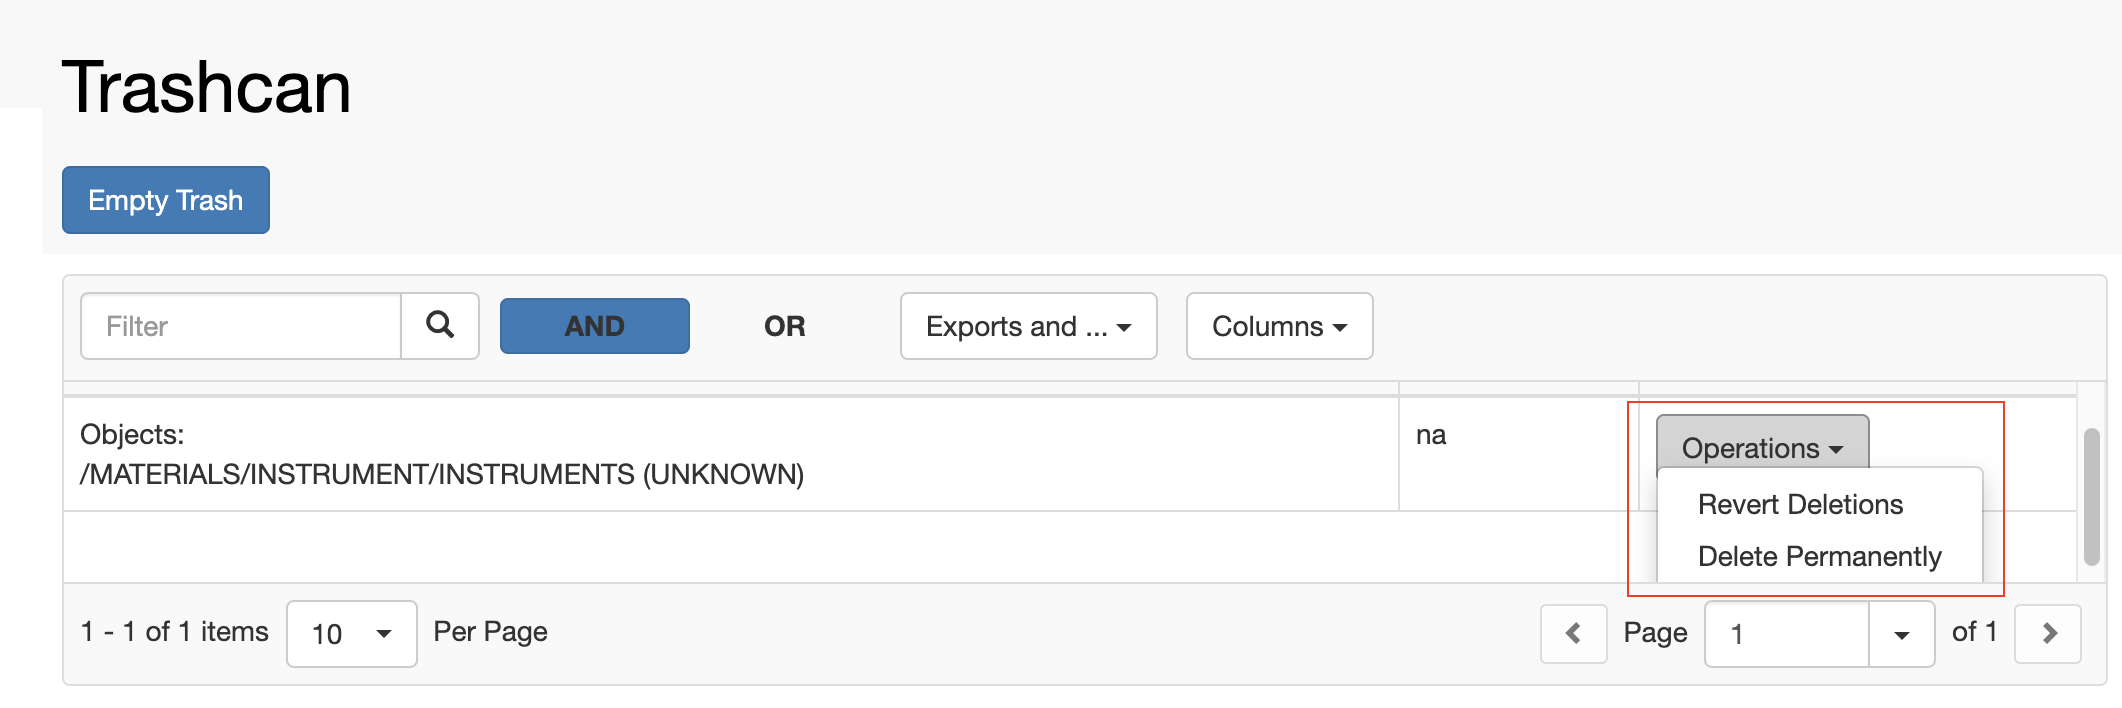 Trashcan
Empty Trash
Filter
AND
OR
Exports and ...
Columns
Objects:
/MATERIALS/INSTRUMENT/INSTRUMENTS (UNKNOWN)
na
Operations
Revert Deletions
Delete Permanently
1 - 1 of 1 items
10
Per Page
Page
1
of 1